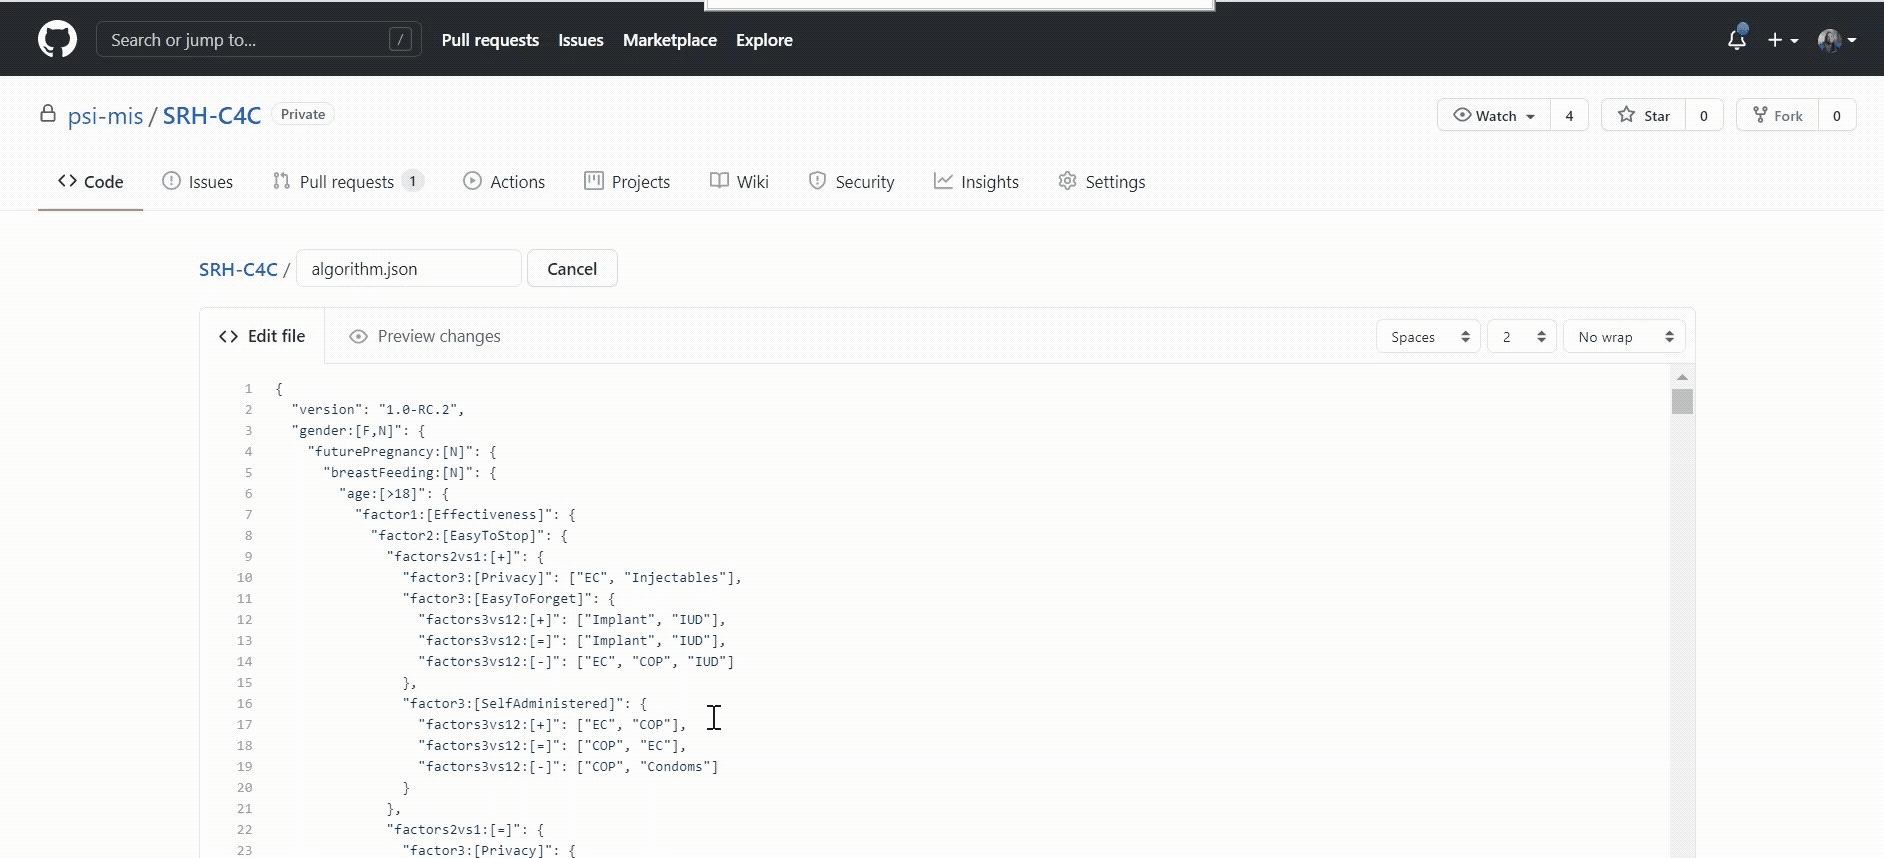 Search or jump to... / Pull requests Issues Marketplace Explore
psi-mis / SRH-C4C Private Watch 4 Star 0 Fork 0
Code Issues Pull requests 1 Actions Projects Wiki Security Insights Settings
SRH-C4C / algorithm.json Cancel
<> Edit file Preview changes Spaces 2 No wrap
1 {
2 "version": "1.0-RC.2",
3 "gender:[F,N]": {
4 "futurePregnancy:[N]": {
5 "breastFeeding:[N]": {
6 "age:[>18]": {
7 "factor1:[Effectiveness]": {
8 "factor2:[EasyToStop]": {
9 "factors2vs1:[+]": {
10 "factor3:[Privacy]": ["EC", "Injectables"],
11 "factor3:[EasyToForget]": {
12 "factors3vs12:[+]": ["Implant", "IUD"],
13 "factors3vs12:[=]": ["Implant", "IUD"],
14 "factors3vs12:[-]": ["EC", "COP", "IUD"]
15 },
16 "factor3:[SelfAdministered]": {
17 "factors3vs12:[+]": ["EC", "COP"],
18 "factors3vs12:[=]": ["COP", "EC"],
19 "factors3vs12:[-]": ["COP", "Condoms"]
20 }
21 },
22 "factors2vs1:[=]": {
23 "factor3:[Privacy]": {